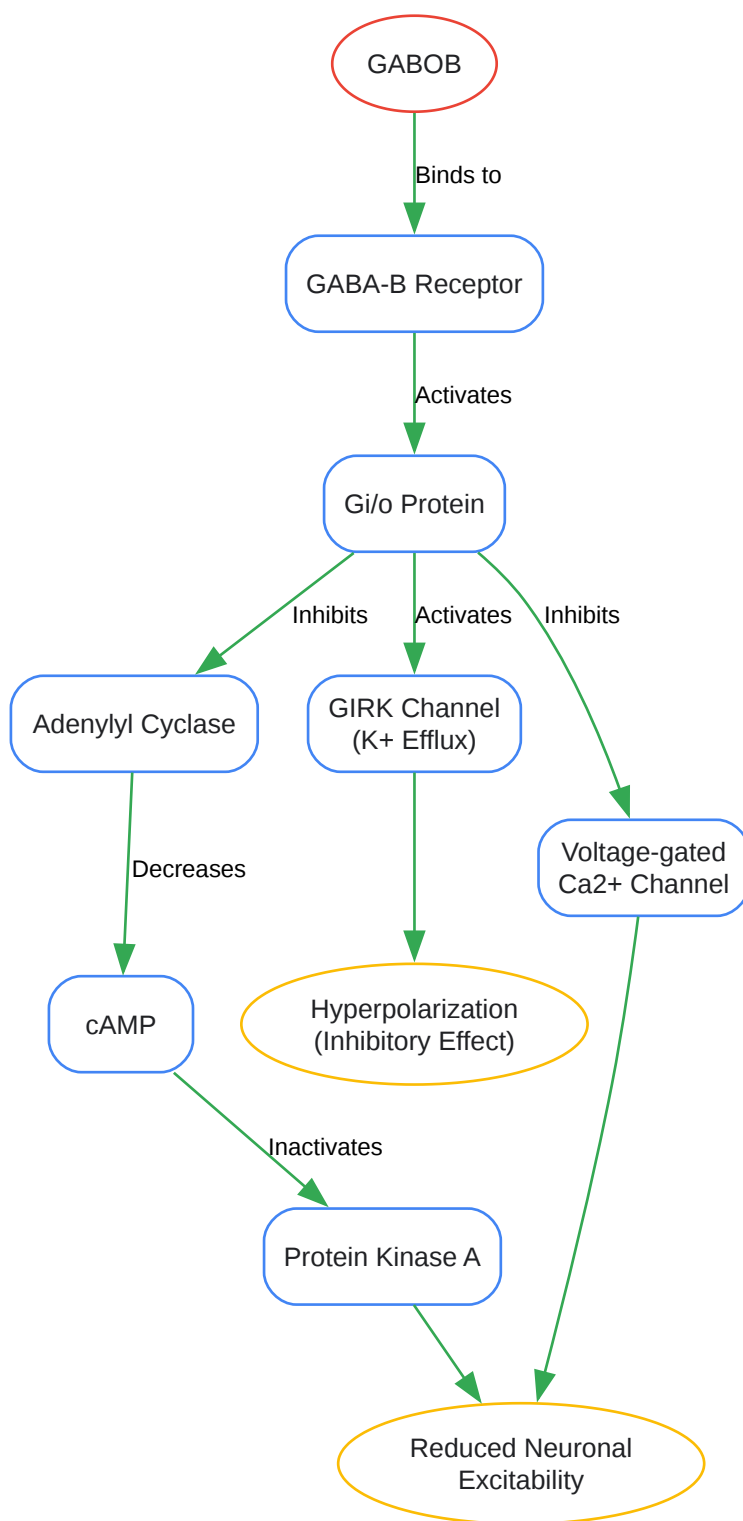 GABOB
Binds to
GABA-B Receptor
Activates
Gi/o Protein
Inhibits
Activates
Inhibits
Adenylyl Cyclase
GIRK Channel
(K+ Efflux)
Voltage-gated
Ca2+ Channel
Decreases
cAMP
Hyperpolarization
(Inhibitory Effect)
Inactivates
Protein Kinase A
Reduced Neuronal
Excitability